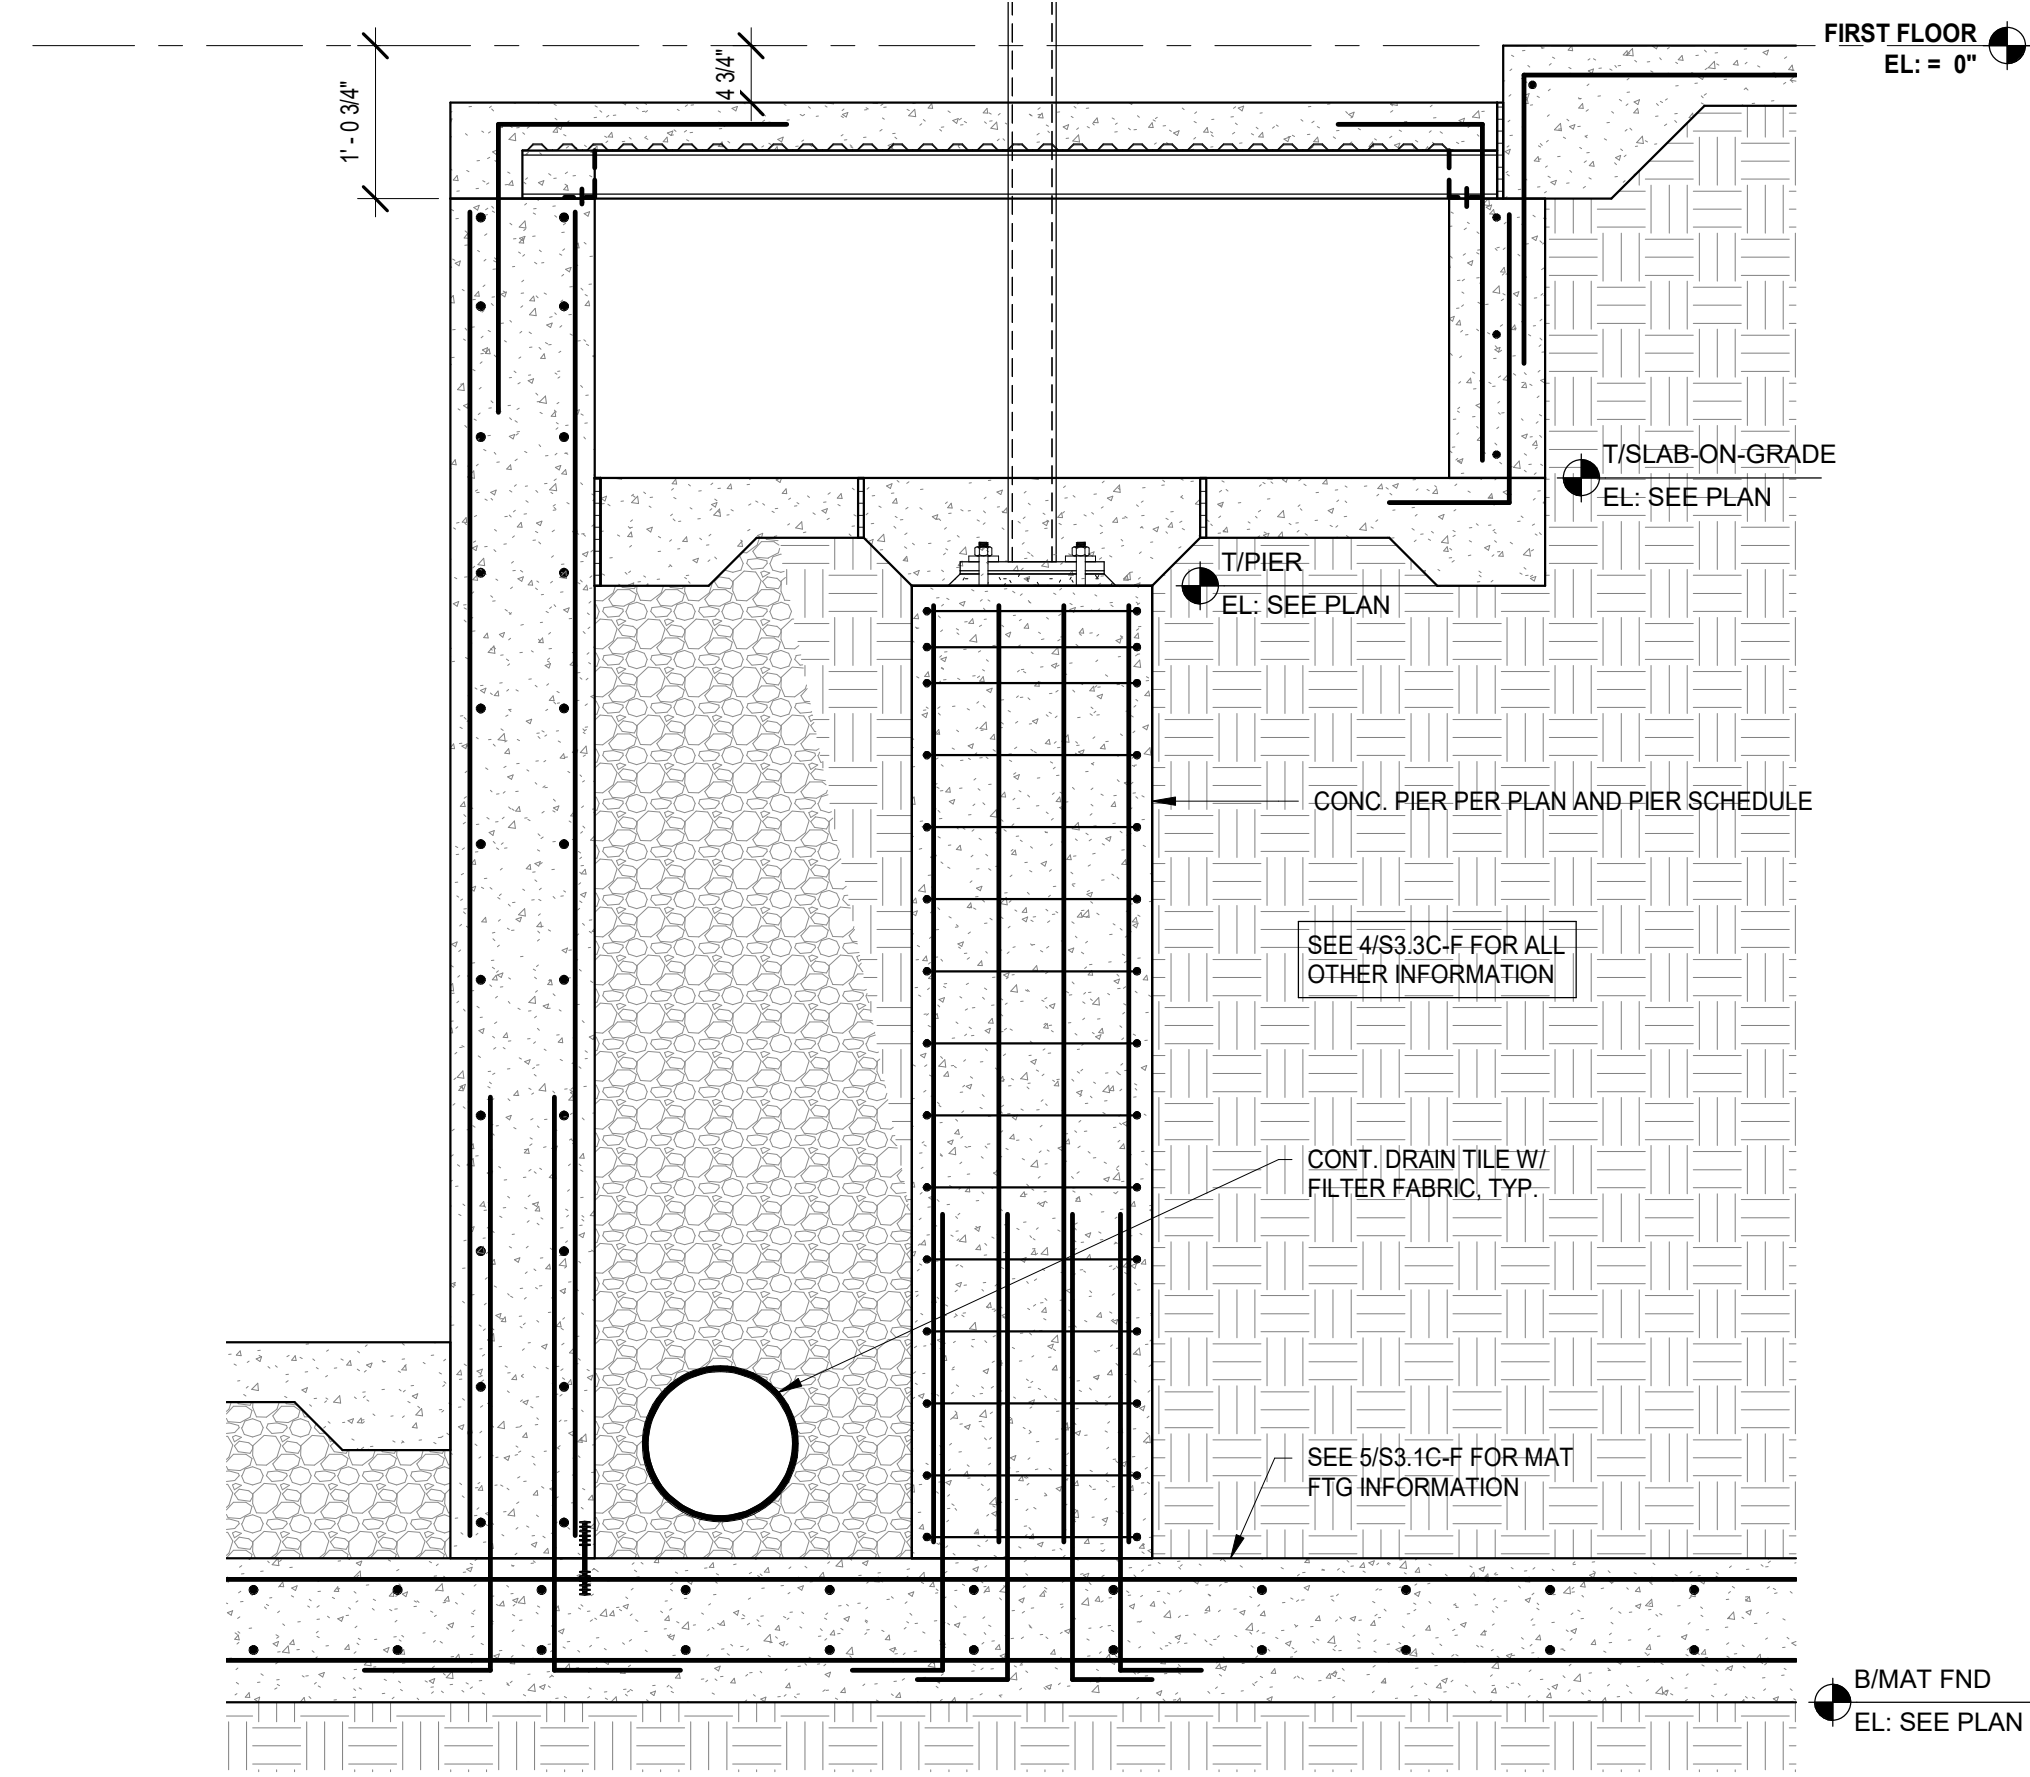 FIRST FLOOR
EL: = 0"
1' - 0 3/4"
4 3/4"
T/SLAB-ON-GRADE
EL: SEE PLAN
T/PIER
EL: SEE PLAN
CONC. PIER PER PLAN AND PIER SCHEDULE
SEE 4/S3.3C-F FOR ALL
OTHER INFORMATION
CONT. DRAIN TILE W/
FILTER FABRIC, TYP.
SEE 5/S3.1C-F FOR MAT
FTG INFORMATION
B/MAT FND
EL: SEE PLAN